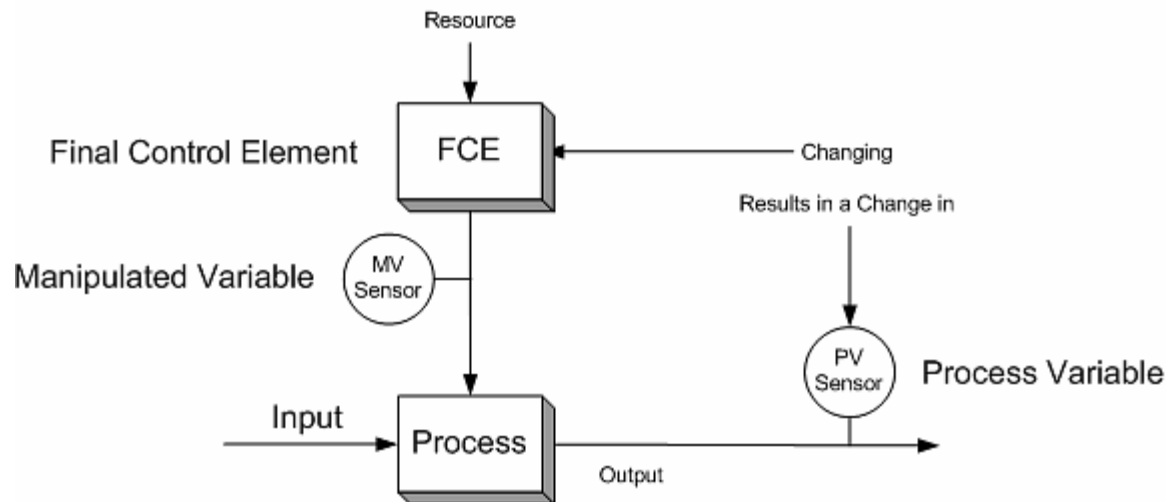 Resource
Final Control Element
FCE
Changing
Results in a Change in
Manipulated Variable
MV
Sensor
PV
Sensor
Process Variable
Input
Process
Output